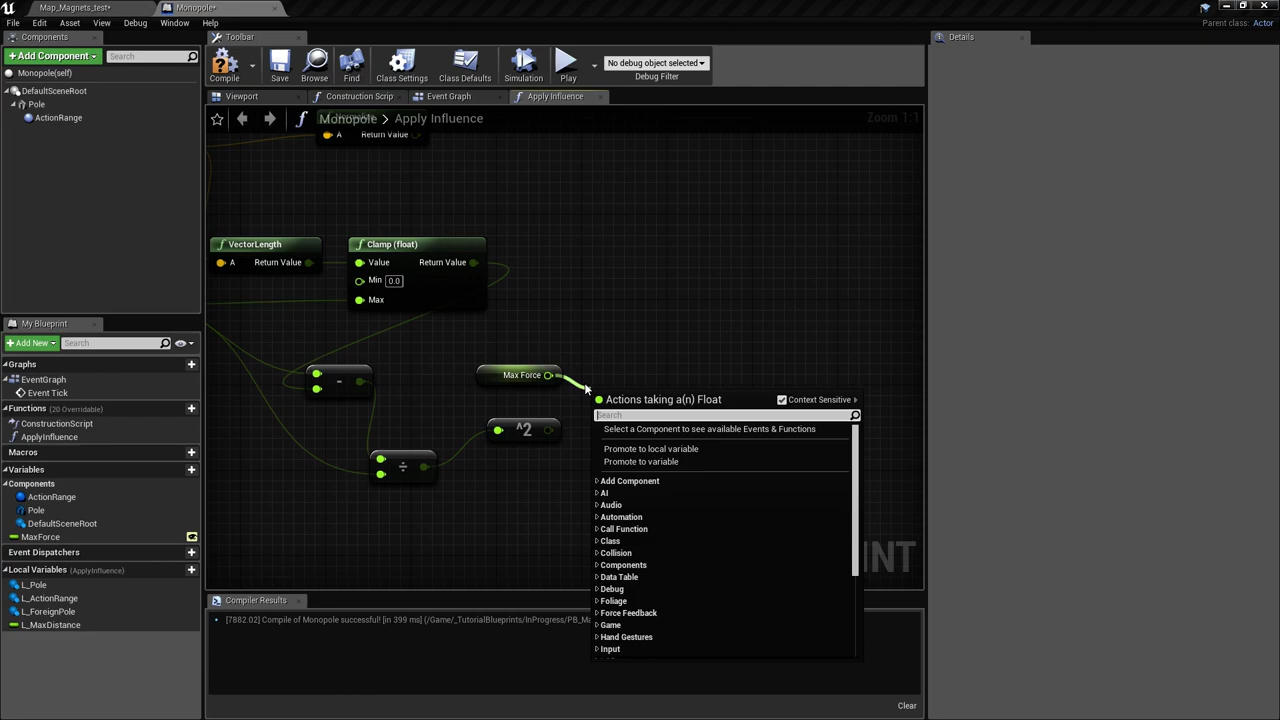 Map_Magnets_test*
Monopole*
File Edit Asset View Debug Window Help
Parent class: Actor
Components
Toolbar
Details
+Add Component
Search
Monopole(self)
DefaultSceneRoot
Pole
ActionRange
Compile
Save
Browse
Find
Class Settings
Class Defaults
Simulation
Play
No debug object selected
Debug Filter
Viewport
Construction Scrip
Event Graph
Apply Influence
Monopole > Apply Influence
Zoom 1:1
A Return Value
VectorLength
A Return Value
Clamp (float)
Value Return Value
Min 0.0
Max
-
Max Force
^2
÷
Actions taking a(n) Float
Context Sensitive
Search
Select a Component to see available Events & Functions
Promote to local variable
Promote to variable
Add Component
AI
Audio
Automation
Call Function
Class
Collision
Components
Data Table
Debug
Foliage
Force Feedback
Game
Hand Gestures
Input
My Blueprint
+Add New
Search
Graphs
EventGraph
Event Tick
Functions (20 Overridable)
ConstructionScript
ApplyInfluence
Macros
Variables
Components
ActionRange
Pole
DefaultSceneRoot
MaxForce
Event Dispatchers
Local Variables (ApplyInfluence)
L_Pole
L_ActionRange
L_ForeignPole
L_MaxDistance
Compiler Results
[7882.02] Compile of Monopole successful! [in 399 ms] (/Game/_TutorialBlueprints/InProgress/PB_Ma
Clear